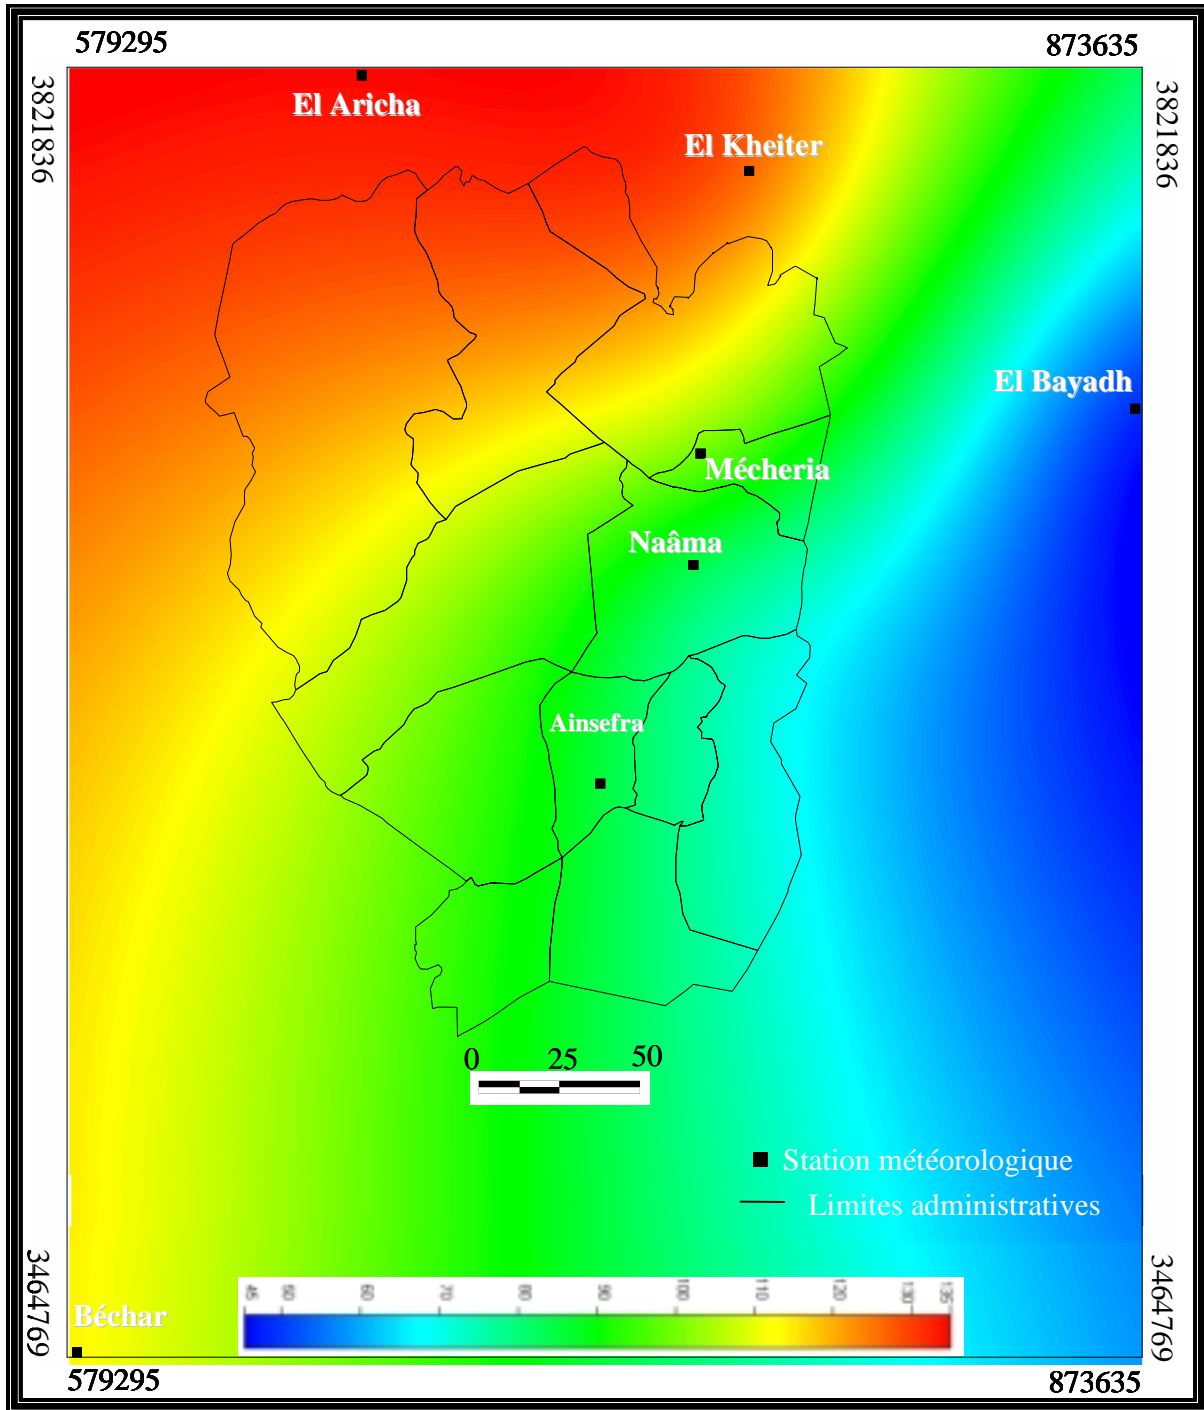 579295
873635
3821836
3821836
El Aricha
El Kheiter
El Bayadh
Mécheria
Naâma
Ainsefra
0 25 50
Station météorologique
Limites administratives
3464769
3464769
45 50 60 70 80 90 100 110 120 130 135
Béchar
579295
873635